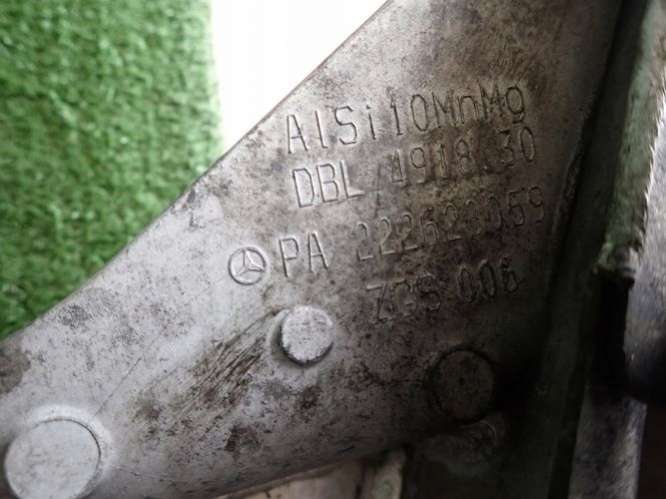 AlSi10MnMg
DBL 4918.30
PA 2226200059
ZGS 006